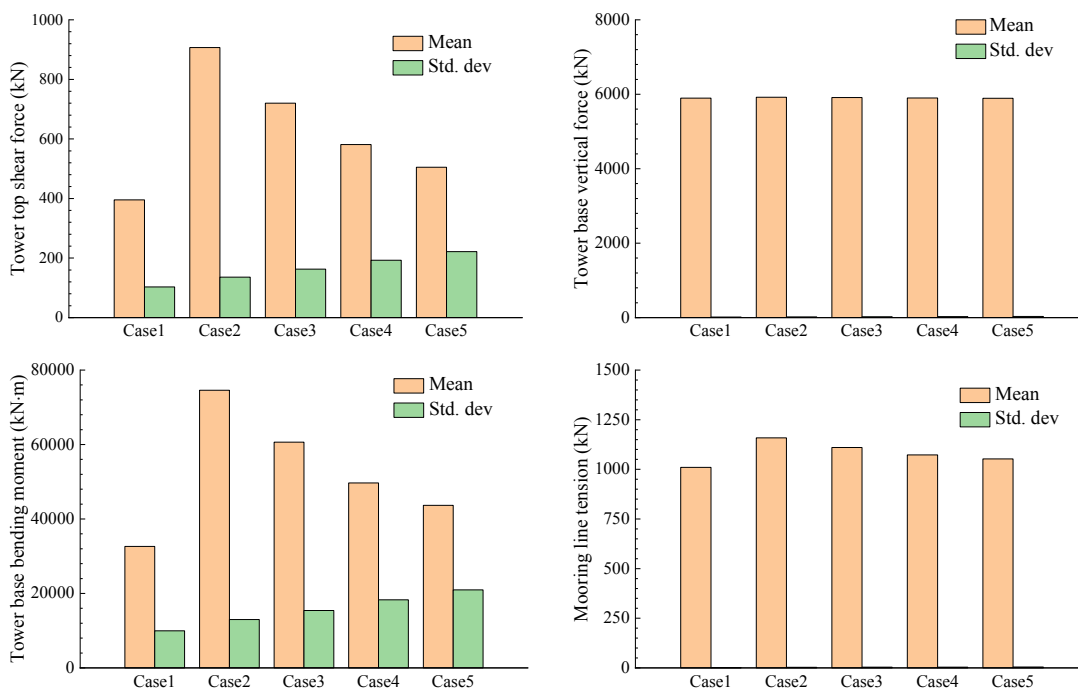 Tower top shear force (kN)
1000
800
600
400
200
0
Mean
Std. dev
Case1 Case2 Case3 Case4 Case5
Tower base vertical force (kN)
8000
6000
4000
2000
0
Mean
Std. dev
Case1 Case2 Case3 Case4 Case5
Tower base bending moment (kN·m)
80000
60000
40000
20000
0
Mean
Std. dev
Case1 Case2 Case3 Case4 Case5
Mooring line tension (kN)
1500
1250
1000
750
500
250
0
Mean
Std. dev
Case1 Case2 Case3 Case4 Case5